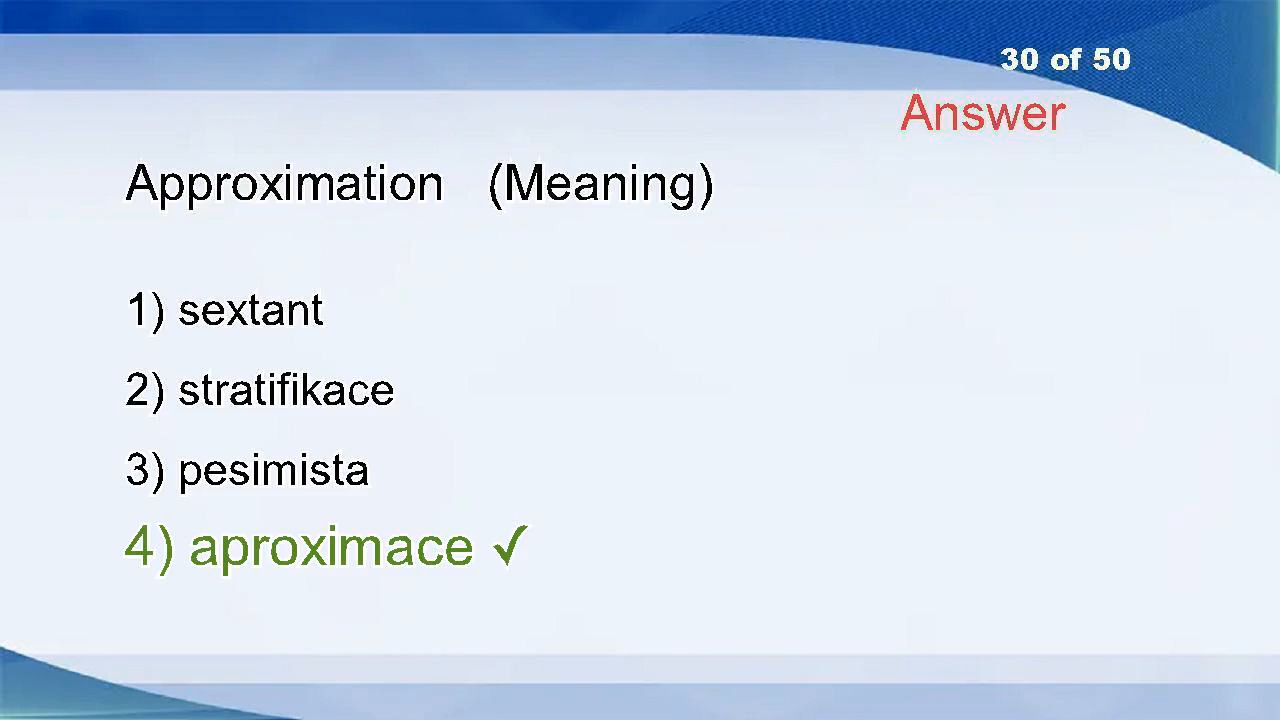 30 of 50
Answer
Approximation (Meaning)
1) sextant
2) stratifikace
3) pesimista
4) aproximace ✓